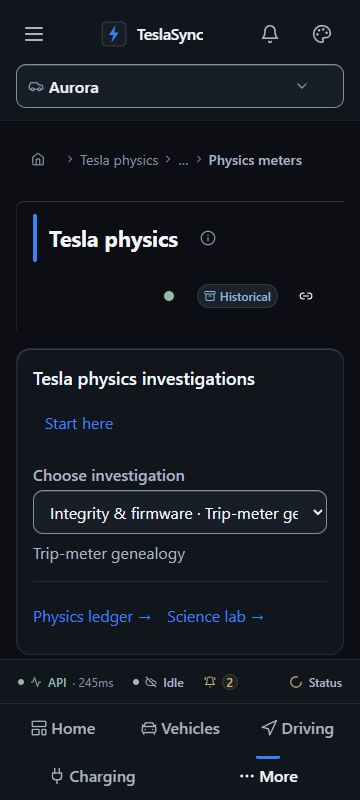 TeslaSync
Aurora
Tesla physics ... Physics meters
Tesla physics
Historical
Tesla physics investigations
Start here
Choose investigation
Integrity & firmware · Trip-meter ge
Trip-meter genealogy
Physics ledger → Science lab →
API · 245ms Idle 2 Status
Home Vehicles Driving
Charging More